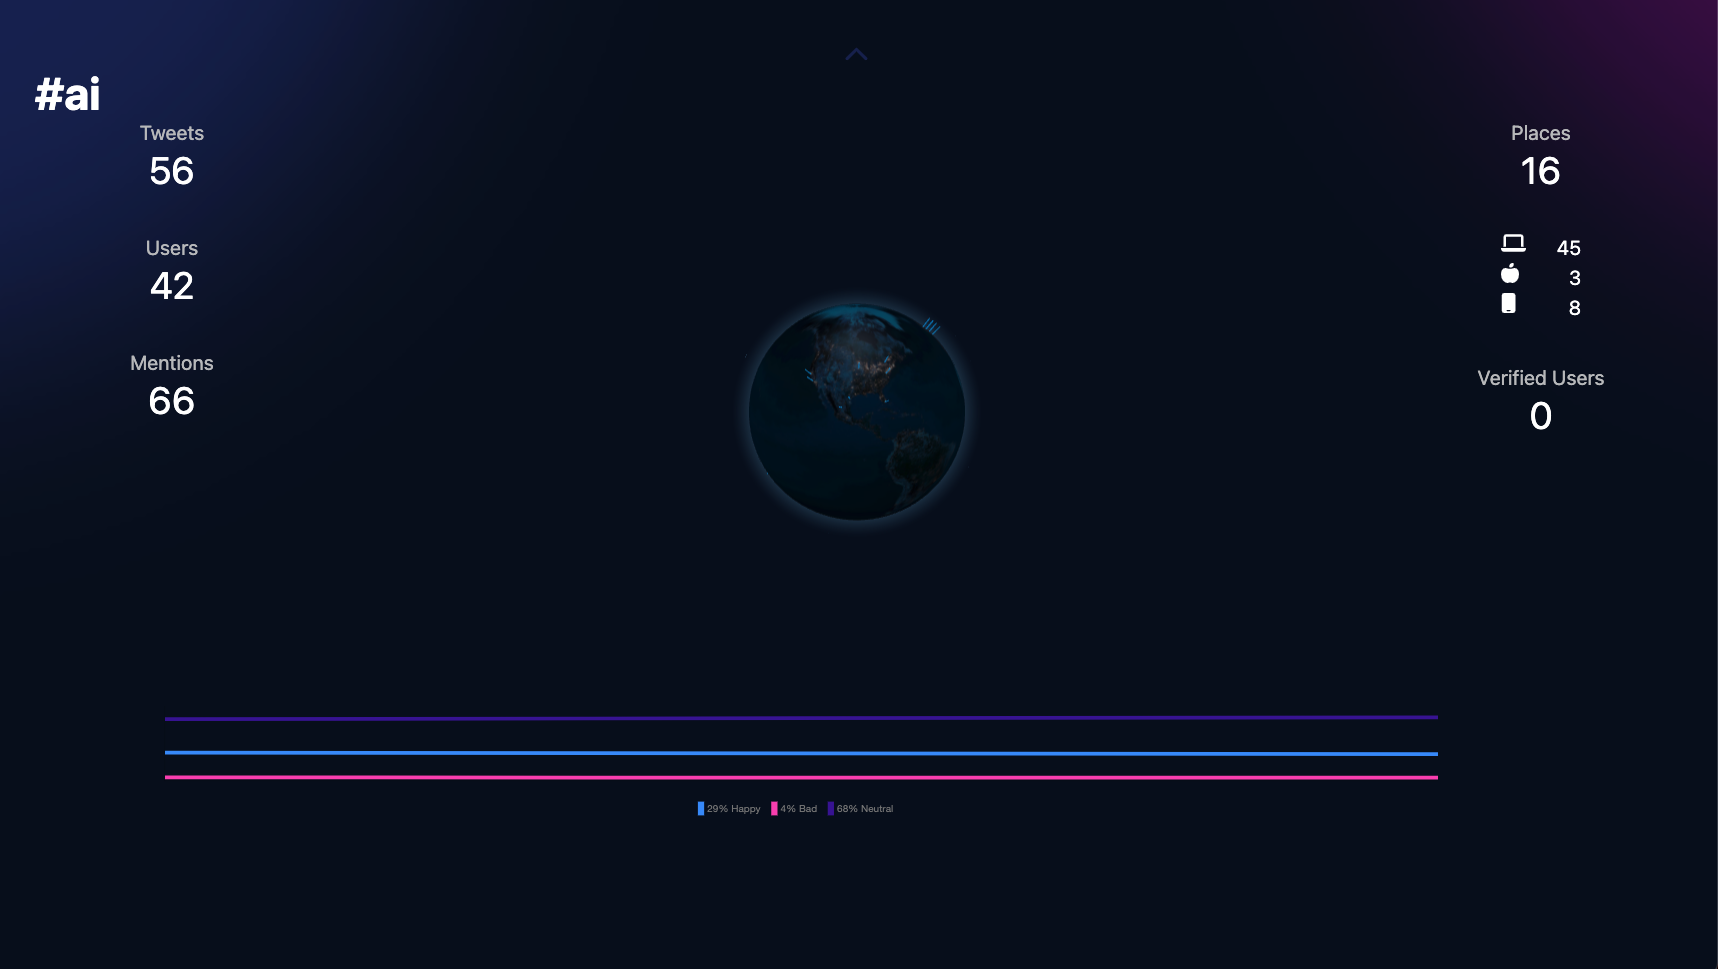 #ai
Tweets
56
Users
42
Mentions
66
Places
16
45
3
8
Verified Users
0
29% Happy 4% Bad 68% Neutral